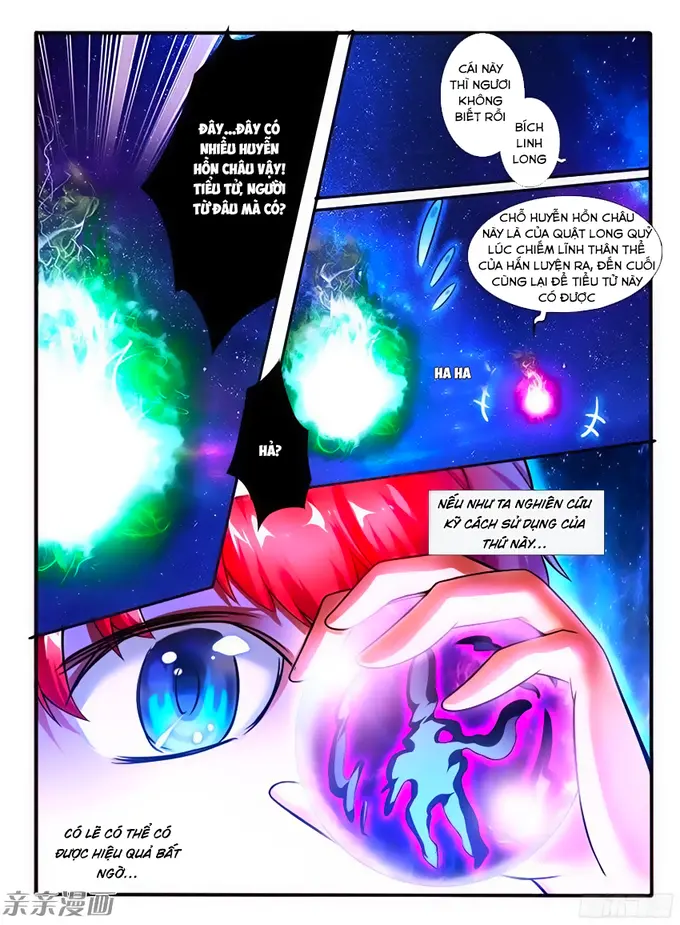 ĐÂY...ĐÂY CÓ
NHIỀU HUYỄN
HỒN CHÂU VẬY!
TIỂU TỬ, NGƯỜI
TỪ ĐÂU MÀ CÓ?
CÁI NÀY
THÌ NGƯƠI
KHÔNG
BIẾT RỒI
BÍCH
LINH
LONG
CHỖ HUYỄN HỒN CHÂU
NÀY LÀ CỦA QUẬT LONG QUỶ
LÚC CHIẾM LĨNH THÂN THỂ
CỦA HẮN LUYỆN RA, ĐẾN CUỐI
CÙNG LẠI ĐỂ TIỂU TỬ NÀY
CÓ ĐƯỢC
HA HA
HẢ?
NẾU NHƯ TA NGHIÊN CỨU
KỸ CÁCH SỬ DỤNG CỦA
THỨ NÀY...
CÓ LẼ CÓ THỂ CÓ
ĐƯỢC HIỆU QUẢ BẤT
NGỜ...
亲亲漫画